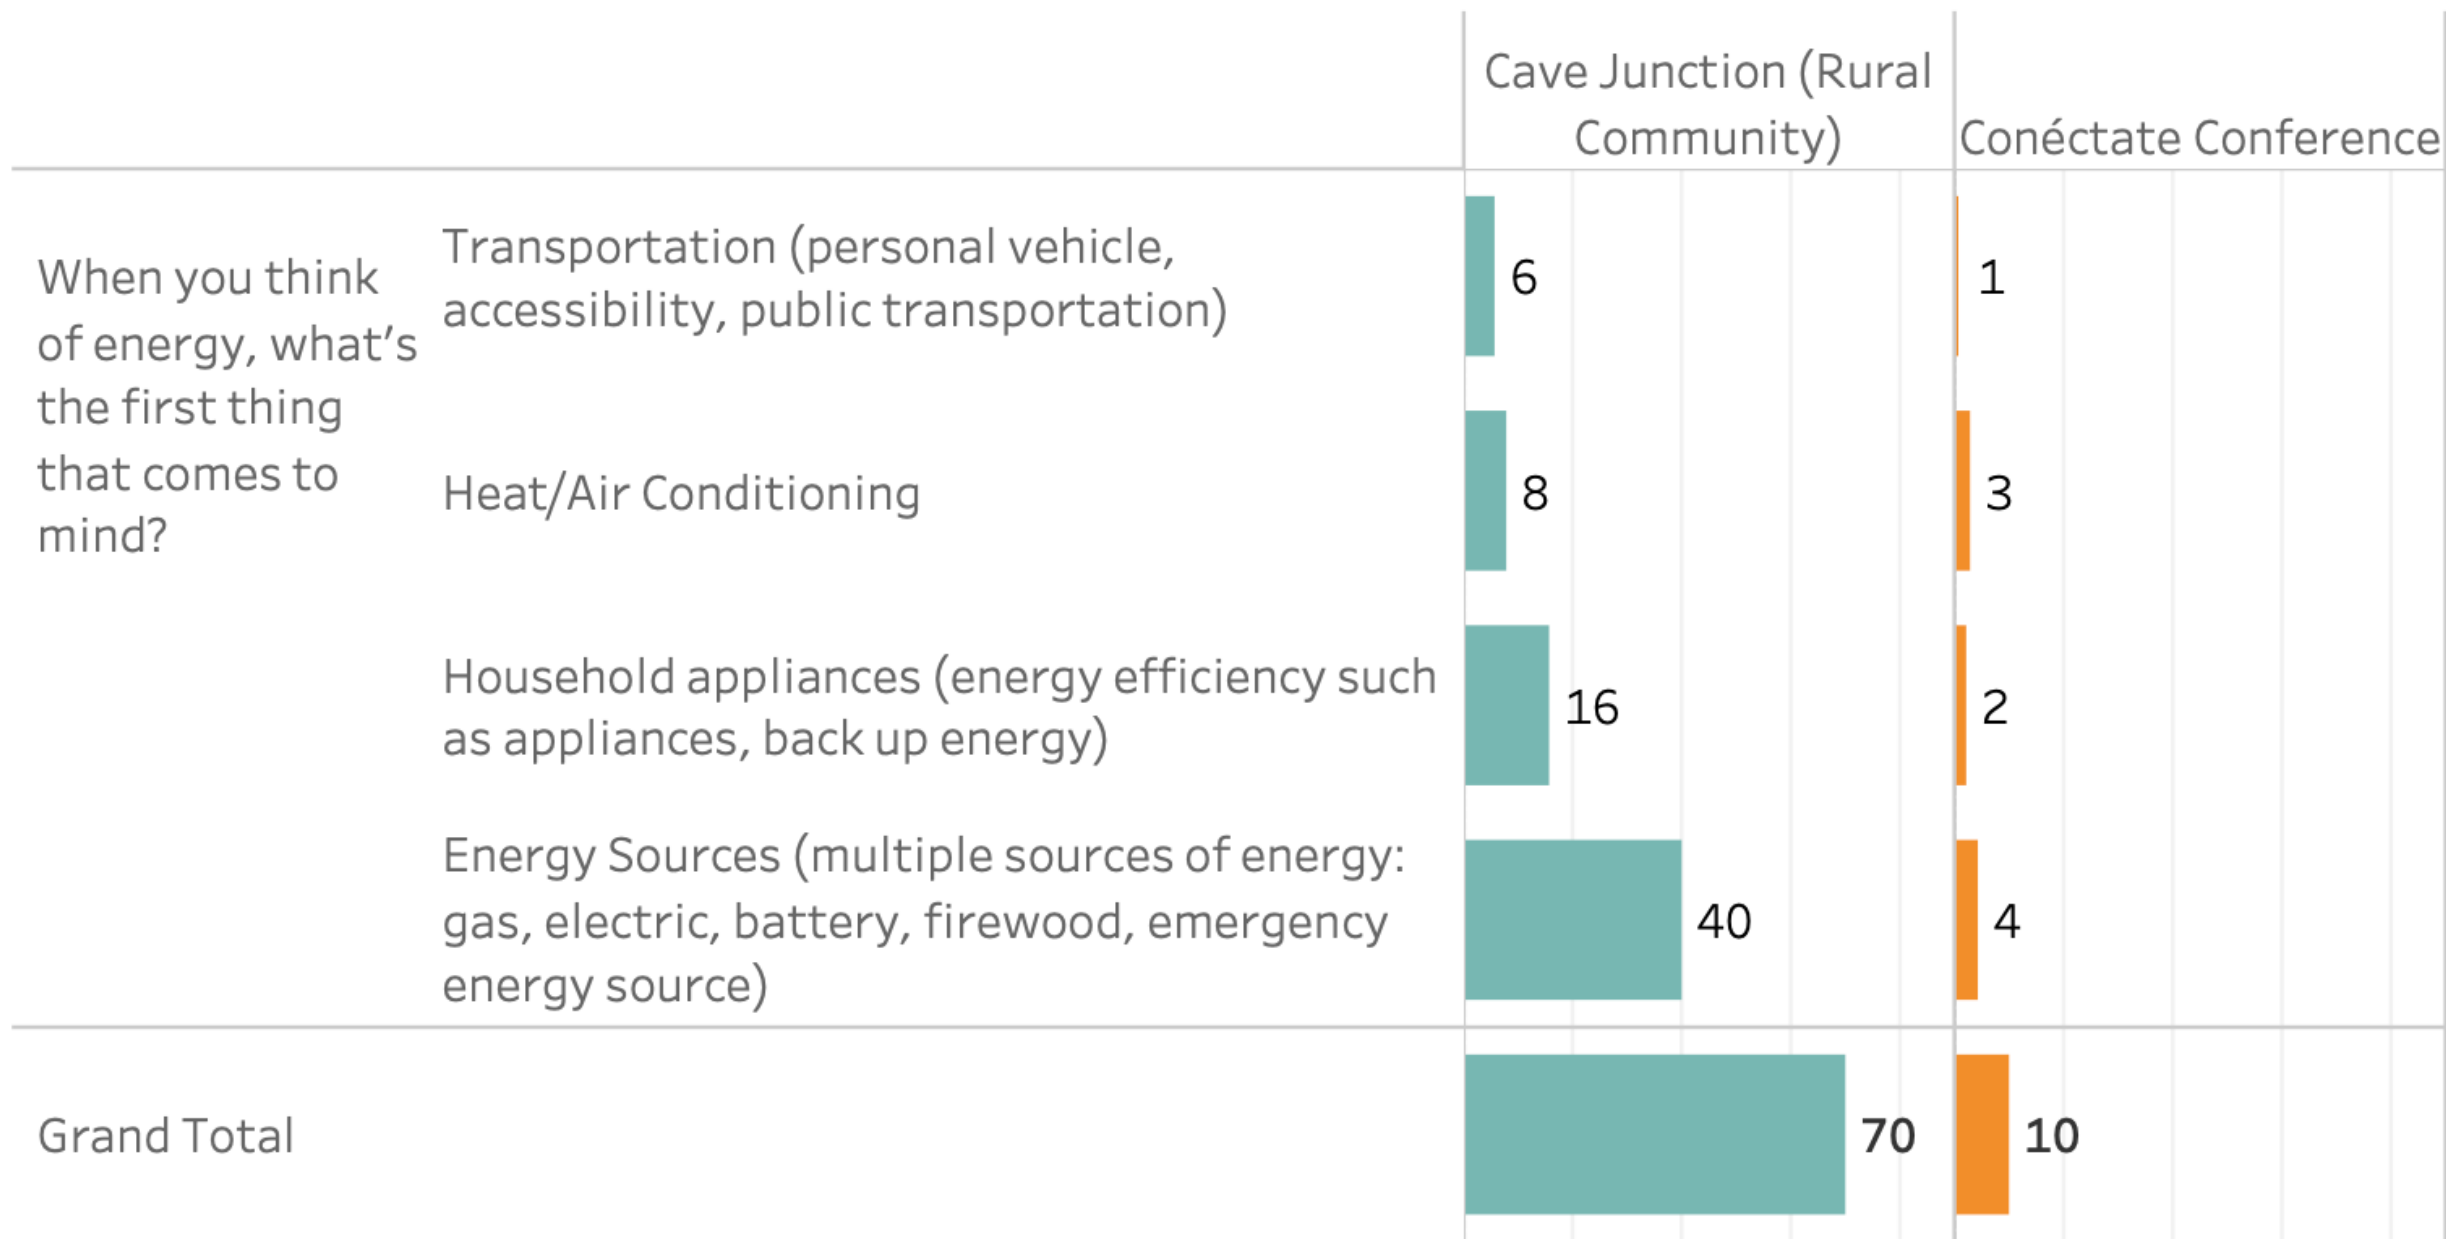 Cave Junction (Rural
Community)
Conéctate Conference
When you think
of energy, what's
the first thing
that comes to
mind?
Transportation (personal vehicle,
accessibility, public transportation)
6
1
Heat/Air Conditioning
8
3
Household appliances (energy efficiency such
as appliances, back up energy)
16
2
Energy Sources (multiple sources of energy:
gas, electric, battery, firewood, emergency
energy source)
40
4
Grand Total
70
10